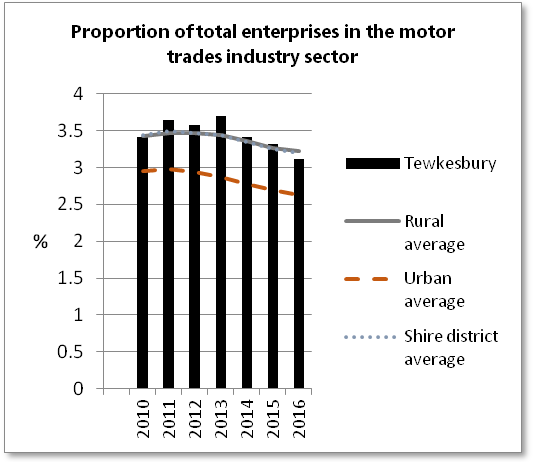 Proportion of total enterprises in the motor
trades industry sector
4
3.5
3
2.5
2
1.5
1
0.5
0
%
2010
2011
2012
2013
2014
2015
2016
Tewkesbury
Rural
average
Urban
average
Shire district
average